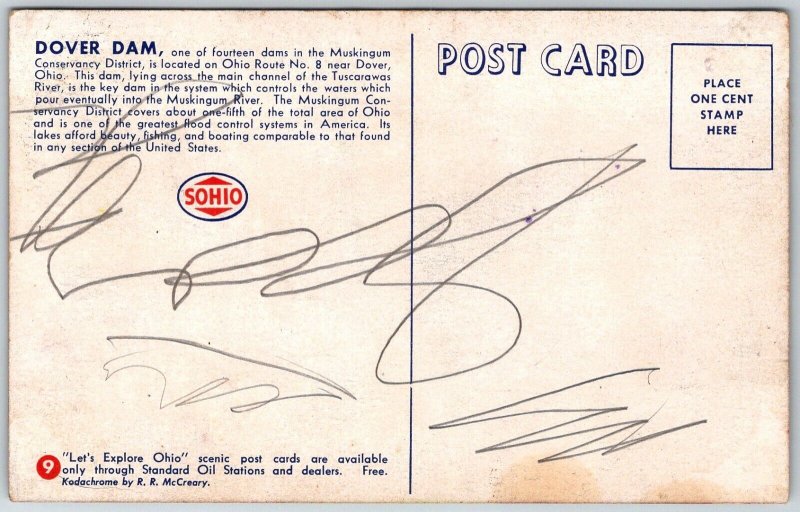 DOVER DAM, one of fourteen dams in the Muskingum
Conservancy District, is located on Ohio Route No. 8 near Dover,
Ohio. This dam, lying across the main channel of the Tuscarawas
River, is the key dam in the system which controls the waters which
pour eventually into the Muskingum River. The Muskingum Con-
servancy District covers about one-fifth of the total area of Ohio
and is one of the greatest flood control systems in America. Its
lakes afford beauty, fishing, and boating comparable to that found
in any section of the United States.
SOHIO
9
"Let's Explore Ohio" scenic post cards are available
only through Standard Oil Stations and dealers. Free.
Kodachrome by R. R. McCreary.
POST CARD
PLACE
ONE CENT
STAMP
HERE